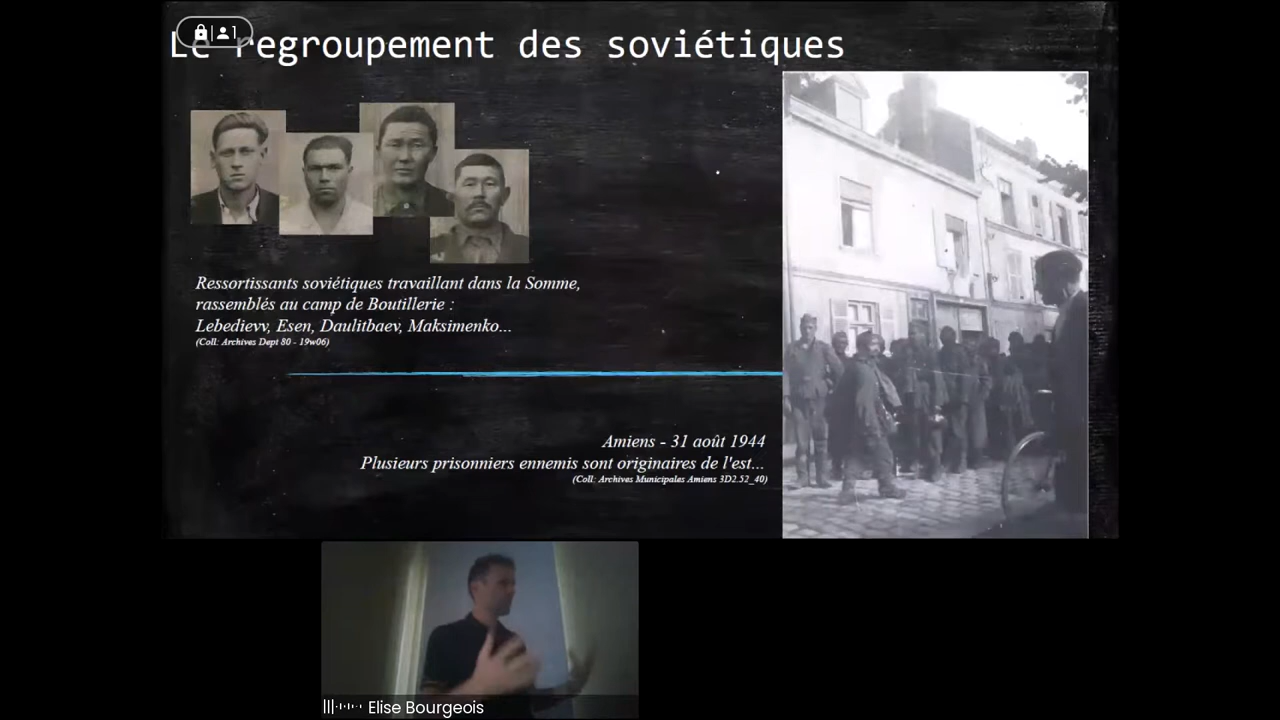 1
Le regroupement des soviétiques
Ressortissants soviétiques travaillant dans la Somme,
rassemblés au camp de Boutillerie :
Lebedievv, Esen, Daulitbaev, Maksimenko...
(Coll: Archives Dept 80 - 19w06)
Amiens - 31 août 1944
Plusieurs prisonniers ennemis sont originaires de l'est...
(Coll: Archives Municipales Amiens 3D2.52_40)
Elise Bourgeois